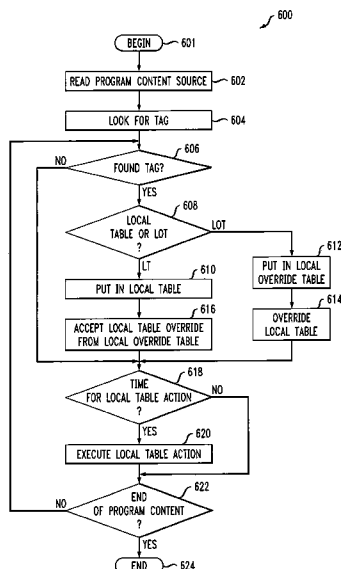 600
BEGIN
601
READ PROGRAM CONTENT SOURCE
602
LOOK FOR TAG
604
606
NO
FOUND TAG?
YES
608
LOCAL
TABLE OR LOT
?
LOT
LT
610
612
PUT IN LOCAL TABLE
PUT IN LOCAL
OVERRIDE TABLE
616
614
ACCEPT LOCAL TABLE OVERRIDE
FROM LOCAL OVERRIDE TABLE
OVERRIDE
LOCAL TABLE
618
TIME
FOR LOCAL TABLE ACTION
?
NO
YES
620
EXECUTE LOCAL TABLE ACTION
622
NO
END
OF PROGRAM CONTENT
?
YES
END
624